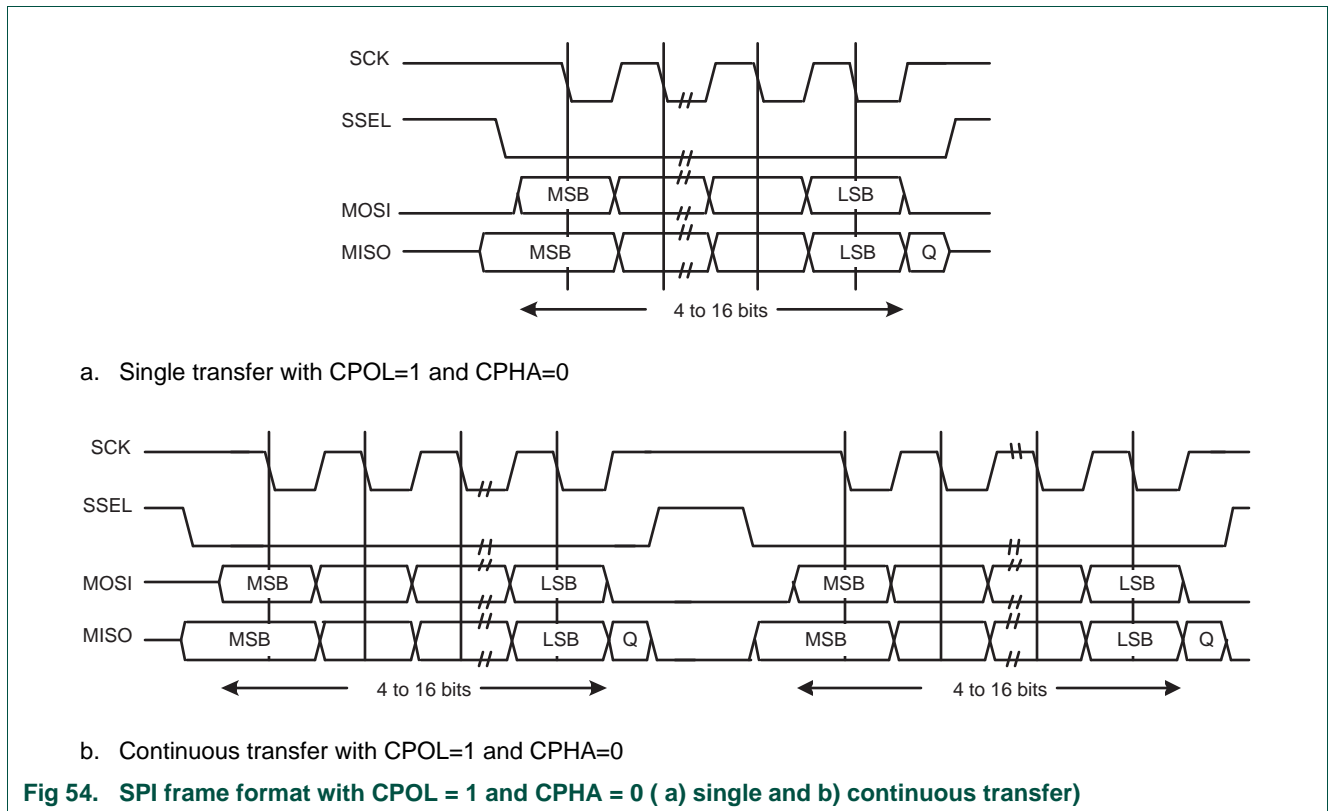 SCK
SSEL
MOSI
MSB
LSB
MISO
MSB
LSB
Q
4 to 16 bits
a. Single transfer with CPOL=1 and CPHA=0
SCK
SSEL
MOSI
MSB
LSB
MSB
LSB
MISO
MSB
LSB
Q
MSB
LSB
Q
4 to 16 bits
4 to 16 bits
b. Continuous transfer with CPOL=1 and CPHA=0
Fig 54. SPI frame format with CPOL = 1 and CPHA = 0 ( a) single and b) continuous transfer)